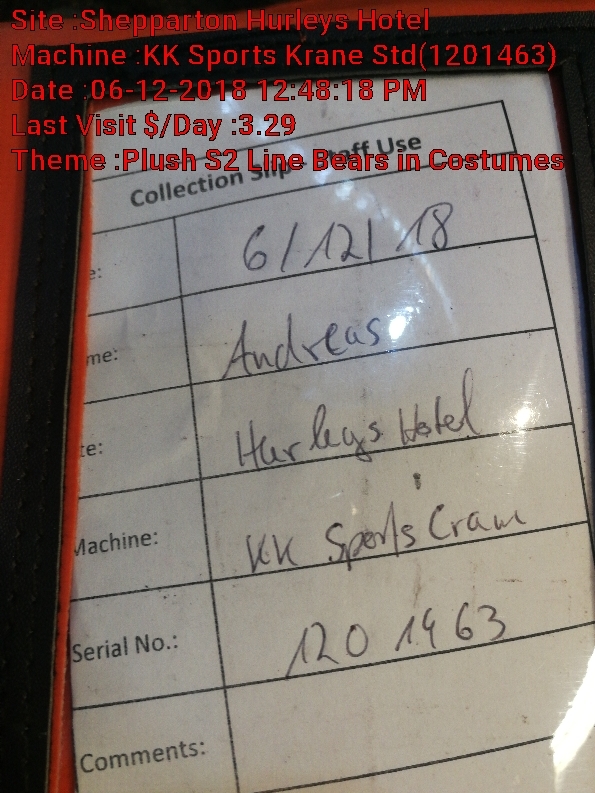 Site :Shepparton Hurleys Hotel
Machine :KK Sports Krane Std(1201463)
Date :06-12-2018 12:48:18 PM
Last Visit $/Day :3.29
Theme :Plush S2 Line Bears in Costumes
Collection Slip - Staff Use
e: 6/12/18
me: Andreas
te: Hurleys Hotel
Machine: KK Sports Crane
Serial No.: 1201463
Comments: